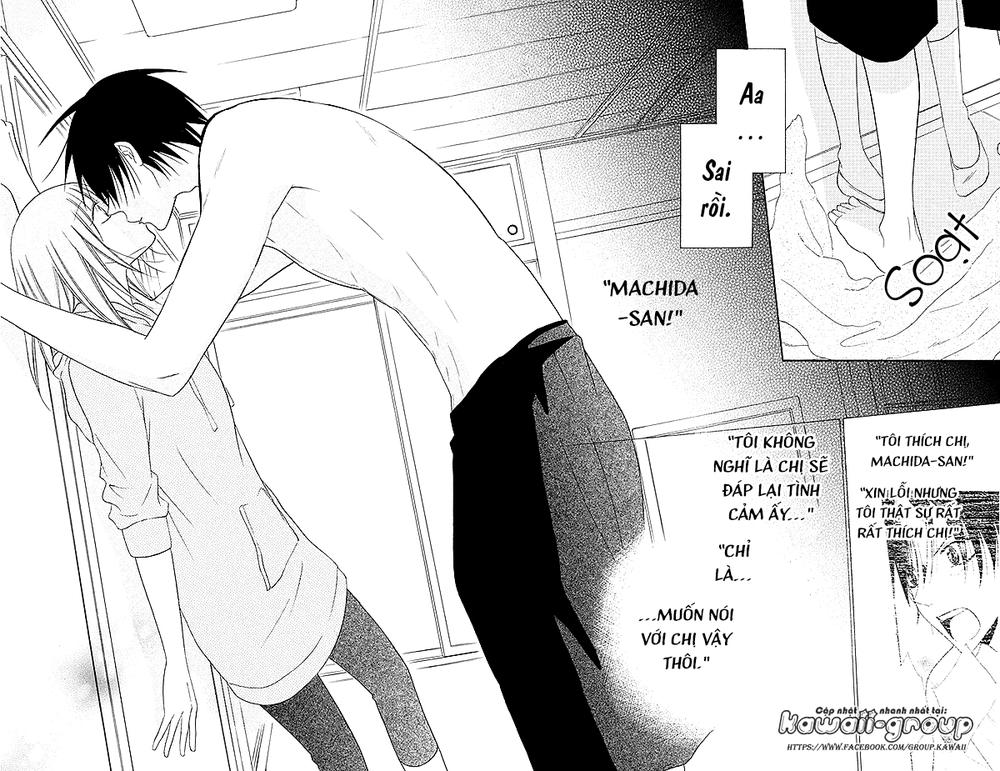 Aa
...
Sai
rồi.
Soạt
"TÔI THÍCH CHỊ,
MACHIDA-SAN!"
"XIN LỖI NHƯNG
TÔI THẬT SỰ RẤT
RẤT THÍCH CHỊ!"
"MACHIDA
-SAN!"
"TÔI KHÔNG
NGHĨ LÀ CHỊ SẼ
ĐÁP LẠI TÌNH
CẢM ẤY..."
"CHỈ
LÀ...
...MUỐN NÓI
VỚI CHỊ VẬY
THÔI."
Cập nhật nhanh nhất tại:
kawaii-group
HTTPS://WWW.FACEBOOK.COM/GROUP.KAWAII